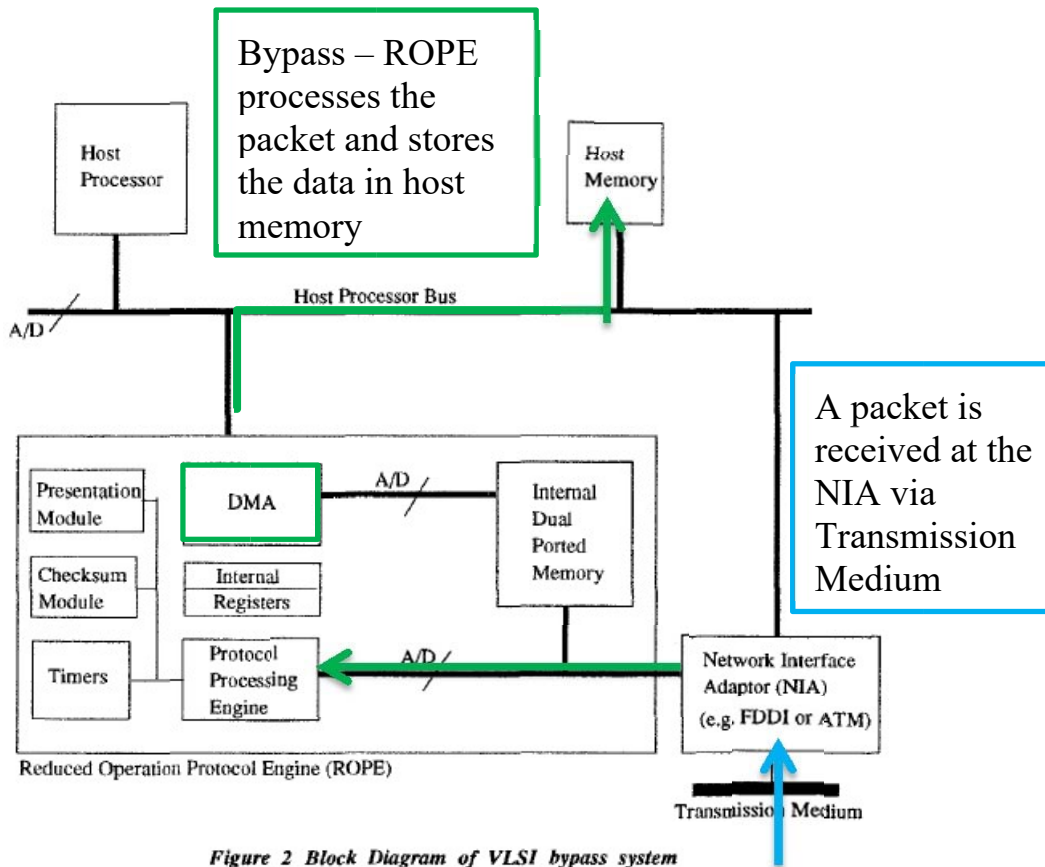 Bypass – ROPE
processes the
packet and stores
the data in host
memory
Host
Processor
Host
Memory
Host Processor Bus
A/D
A packet is
received at the
NIA via
Transmission
Medium
Presentation
Module
DMA
A/D
Internal
Dual
Ported
Memory
Checksum
Module
Internal
Registers
Timers
Protocol
Processing
Engine
A/D
Network Interface
Adaptor (NIA)
(e.g. FDDI or ATM)
Reduced Operation Protocol Engine (ROPE)
Transmission Medium
Figure 2 Block Diagram of VLSI bypass system